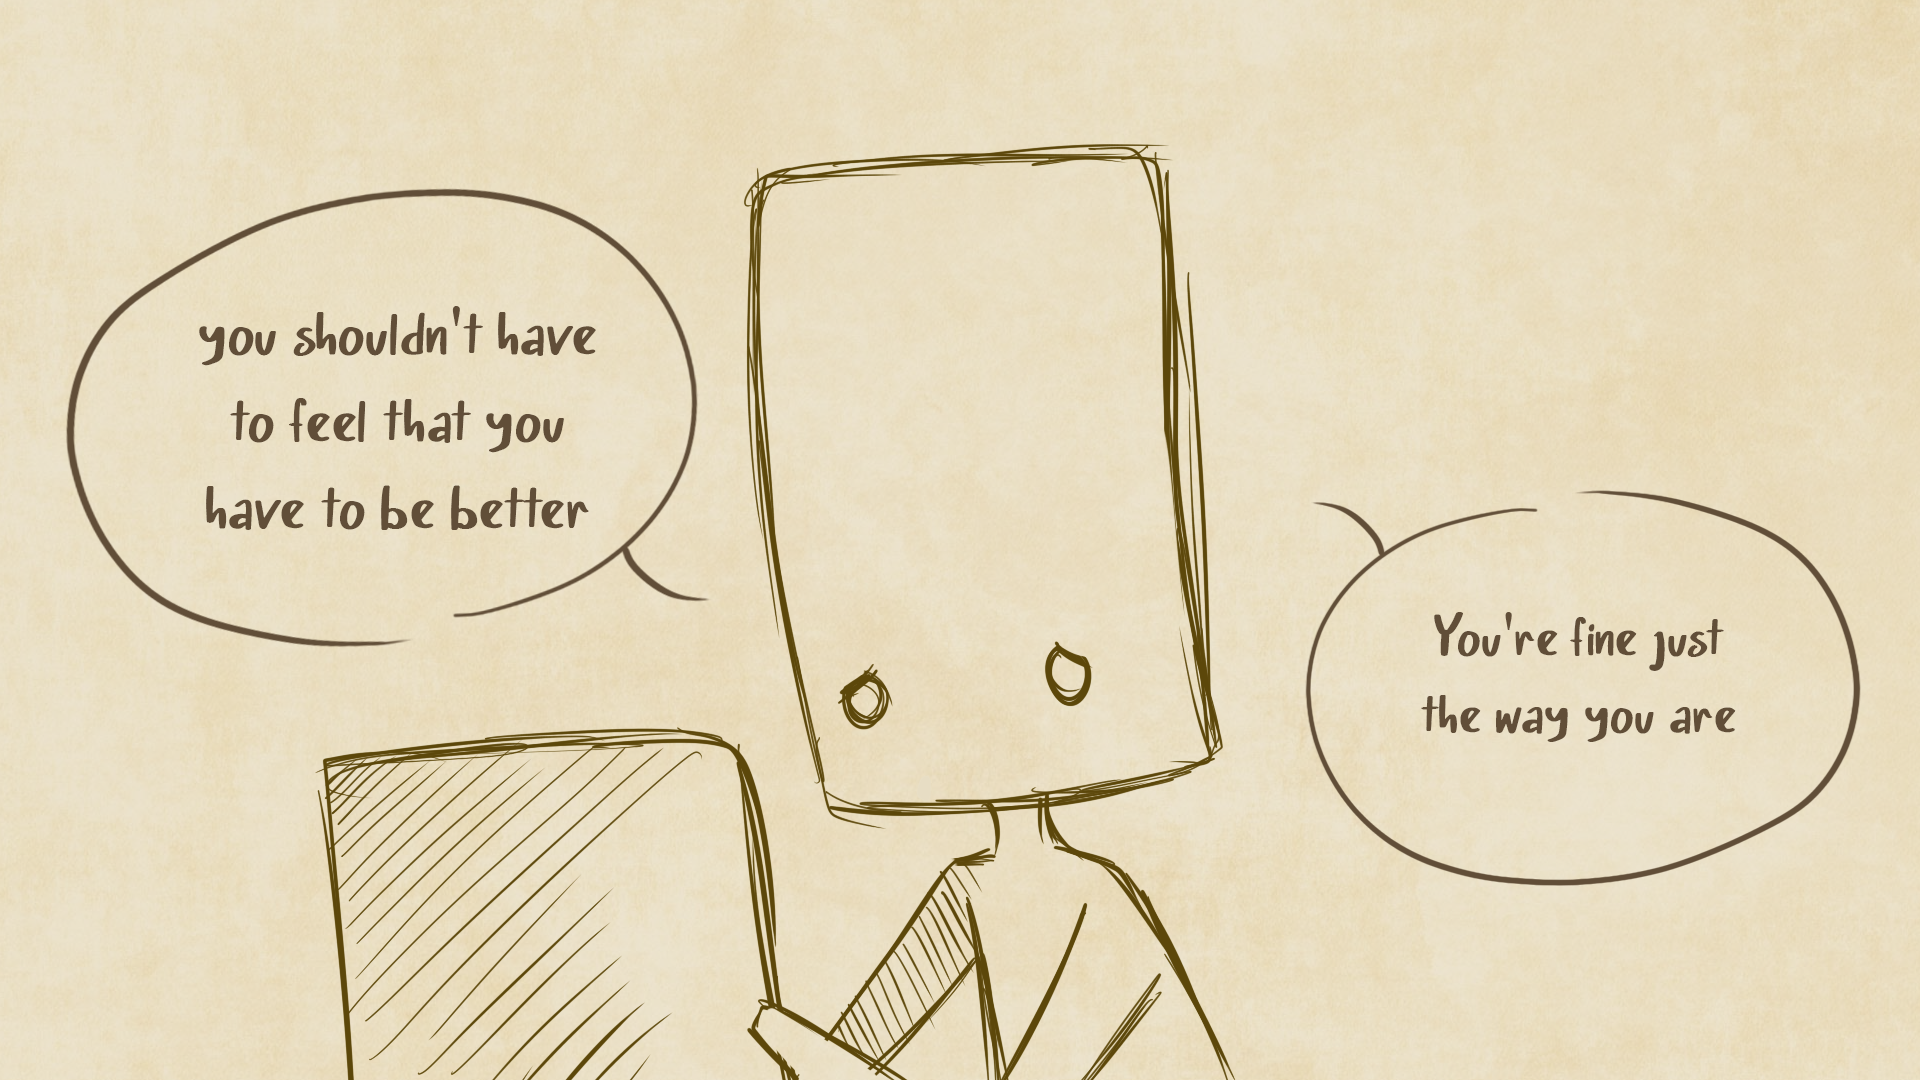 you shouldn't have
to feel that you
have to be better
You're fine just
the way you are